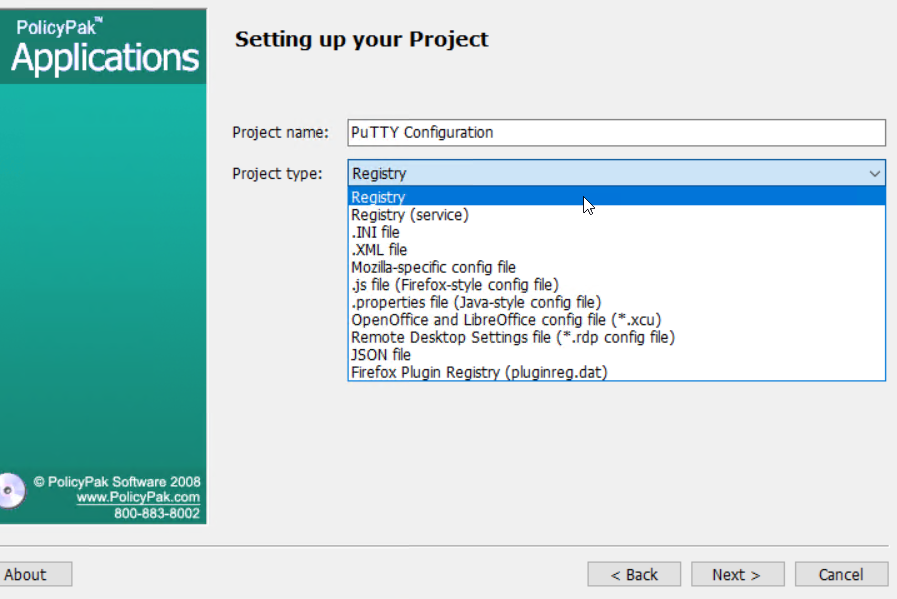 PolicyPak™
Applications
Setting up your Project
Project name: PuTTY Configuration
Project type: Registry
Registry
Registry (service)
.INI file
.XML file
Mozilla-specific config file
.js file (Firefox-style config file)
.properties file (Java-style config file)
OpenOffice and LibreOffice config file (*.xcu)
Remote Desktop Settings file (*.rdp config file)
JSON file
Firefox Plugin Registry (pluginreg.dat)
© PolicyPak Software 2008
www.PolicyPak.com
800-883-8002
About
< Back
Next >
Cancel